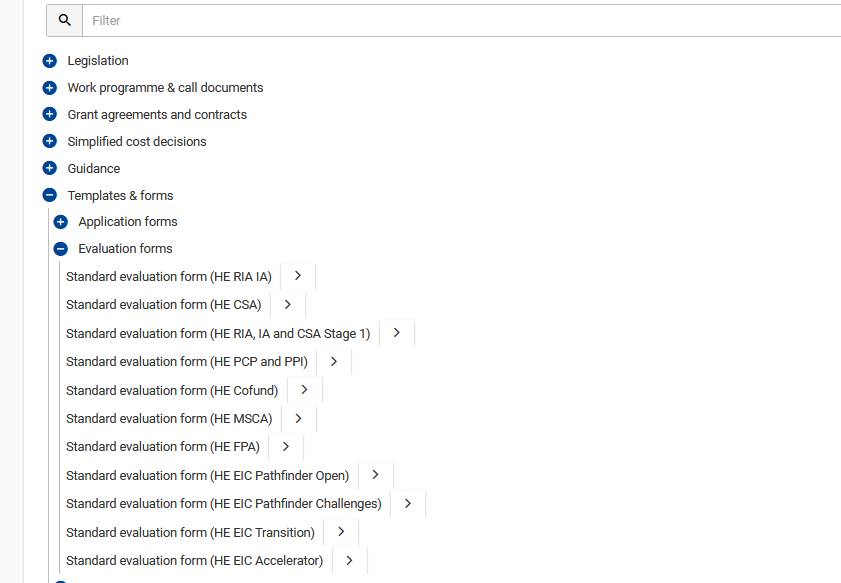 Filter
Legislation
Work programme & call documents
Grant agreements and contracts
Simplified cost decisions
Guidance
Templates & forms
Application forms
Evaluation forms
Standard evaluation form (HE RIA IA)
Standard evaluation form (HE CSA)
Standard evaluation form (HE RIA, IA and CSA Stage 1)
Standard evaluation form (HE PCP and PPI)
Standard evaluation form (HE Cofund)
Standard evaluation form (HE MSCA)
Standard evaluation form (HE FPA)
Standard evaluation form (HE EIC Pathfinder Open)
Standard evaluation form (HE EIC Pathfinder Challenges)
Standard evaluation form (HE EIC Transition)
Standard evaluation form (HE EIC Accelerator)